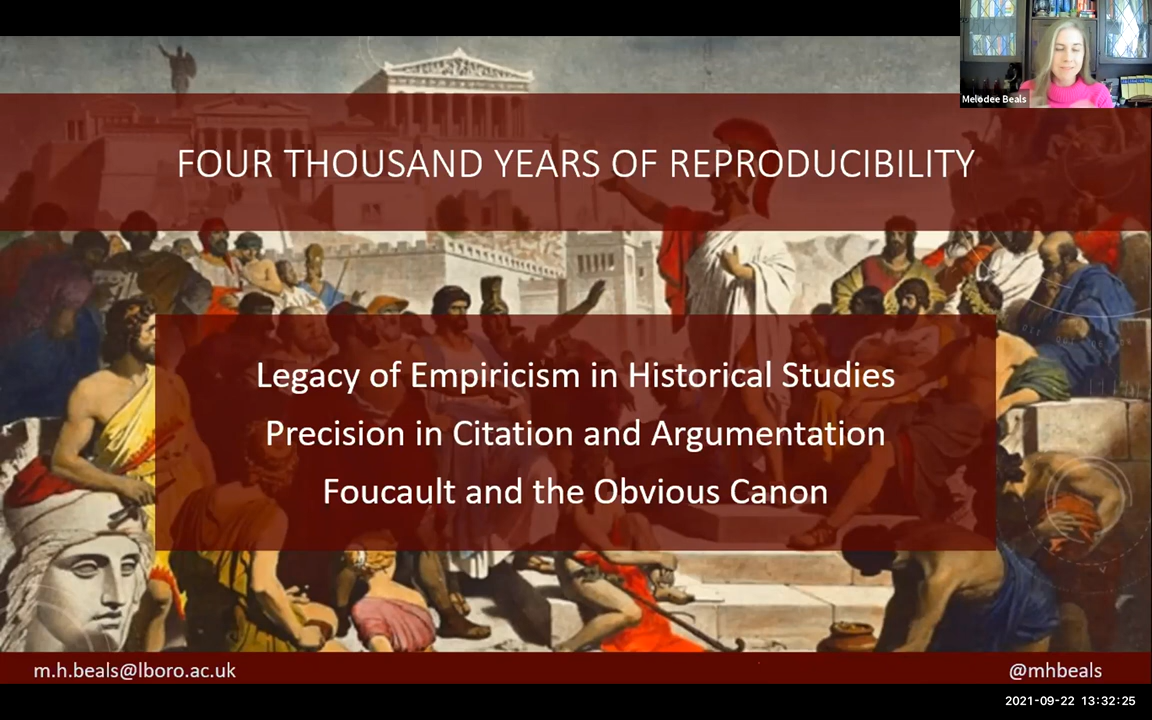 Melodee Beals
FOUR THOUSAND YEARS OF REPRODUCIBILITY
Legacy of Empiricism in Historical Studies
Precision in Citation and Argumentation
Foucault and the Obvious Canon
m.h.beals@lboro.ac.uk
@mhbeals
2021-09-22 13:32:25